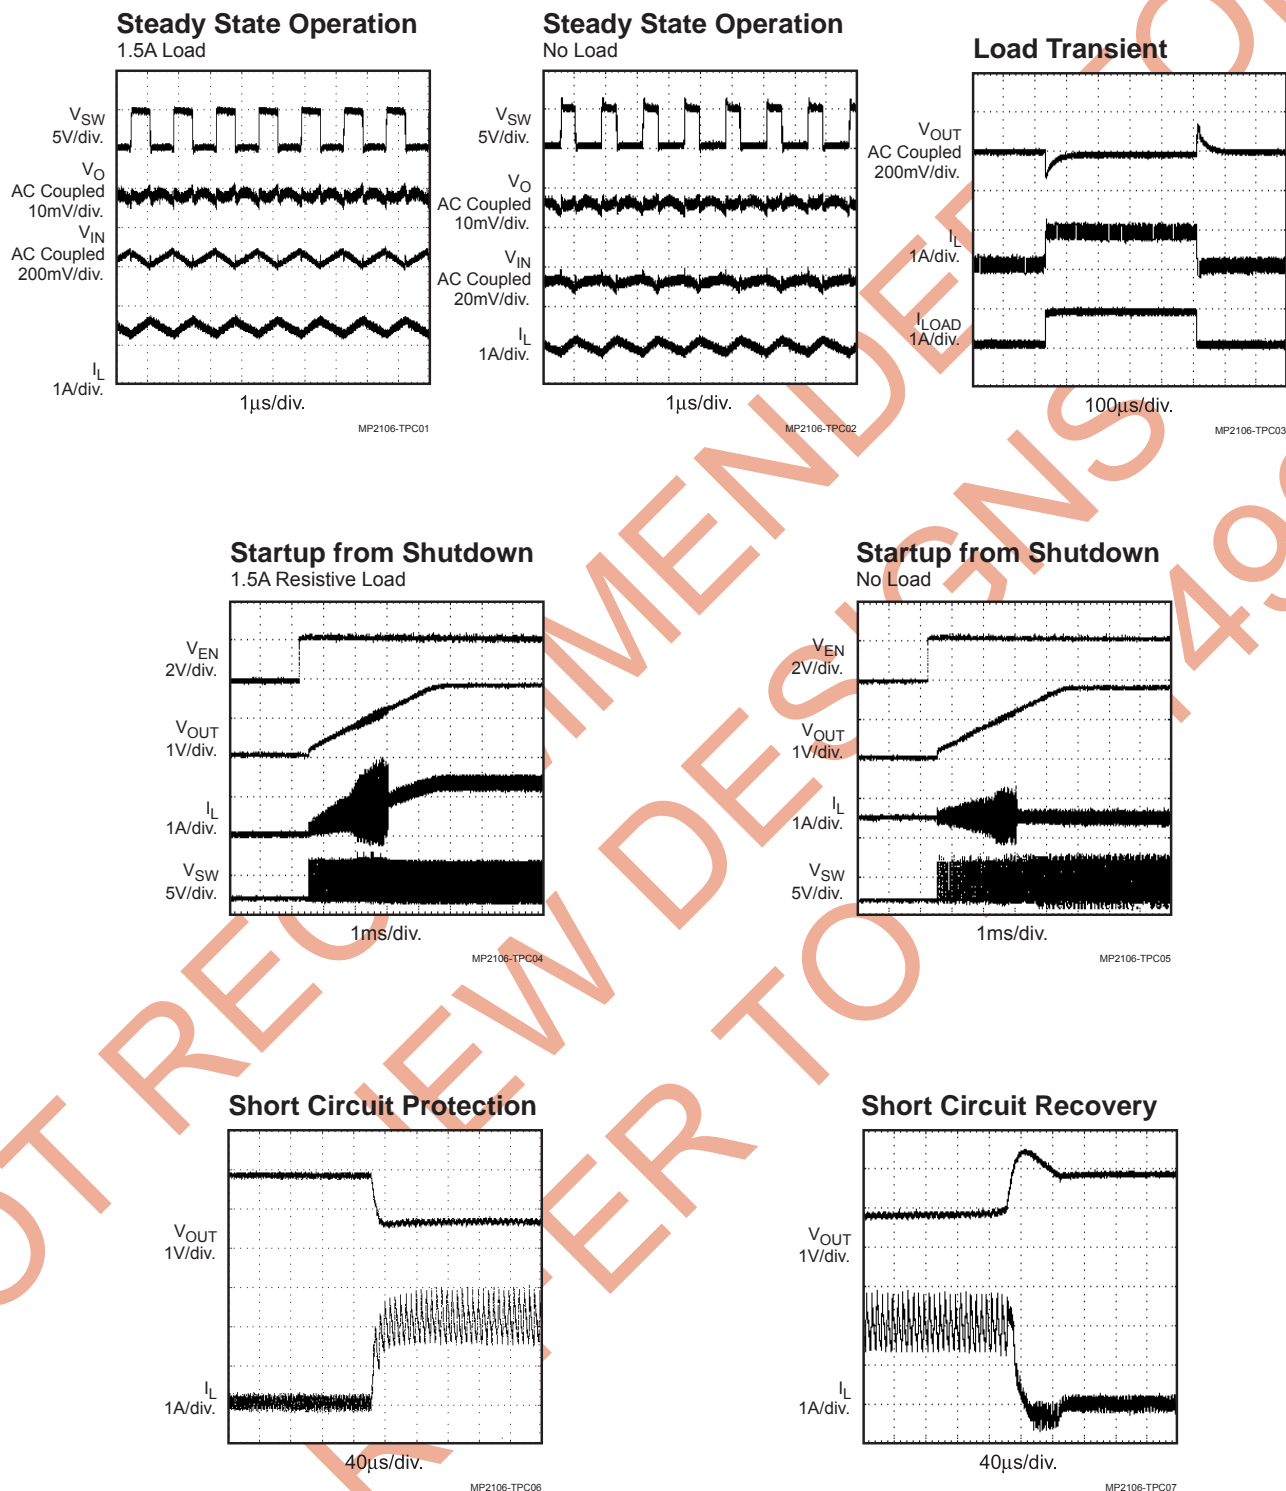 Steady State Operation
1.5A Load
VSW
5V/div.
VO
AC Coupled
10mV/div.
VIN
AC Coupled
200mV/div.
IL
1A/div.
1µs/div.
MP2106-TPC01
Steady State Operation
No Load
VSW
5V/div.
VO
AC Coupled
10mV/div.
VIN
AC Coupled
20mV/div.
IL
1A/div.
1µs/div.
MP2106-TPC02
Load Transient
VOUT
AC Coupled
200mV/div.
IL
1A/div.
ILOAD
1A/div.
100µs/div.
MP2106-TPC03
Startup from Shutdown
1.5A Resistive Load
VEN
2V/div.
VOUT
1V/div.
IL
1A/div.
VSW
5V/div.
1ms/div.
MP2106-TPC04
Startup from Shutdown
No Load
VEN
2V/div.
VOUT
1V/div.
IL
1A/div.
VSW
5V/div.
1ms/div.
MP2106-TPC05
Short Circuit Protection
VOUT
1V/div.
IL
1A/div.
40µs/div.
MP2106-TPC06
Short Circuit Recovery
VOUT
1V/div.
IL
1A/div.
40µs/div.
MP2106-TPC07